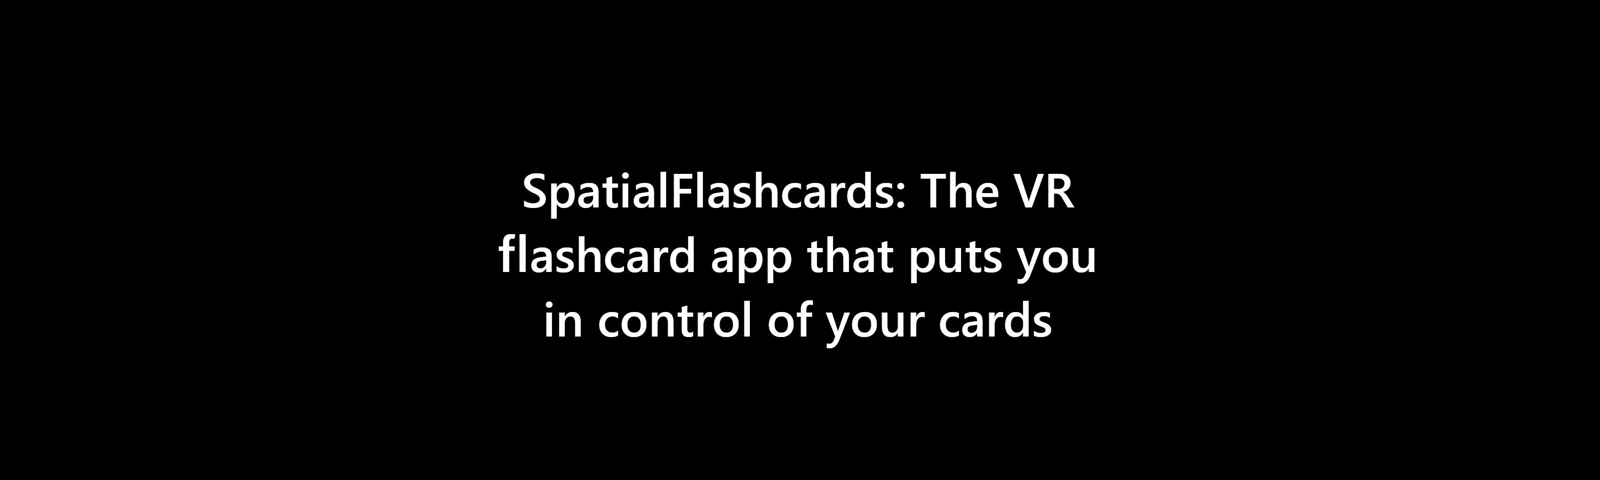 SpatialFlashcards: The VR
flashcard app that puts you
in control of your cards